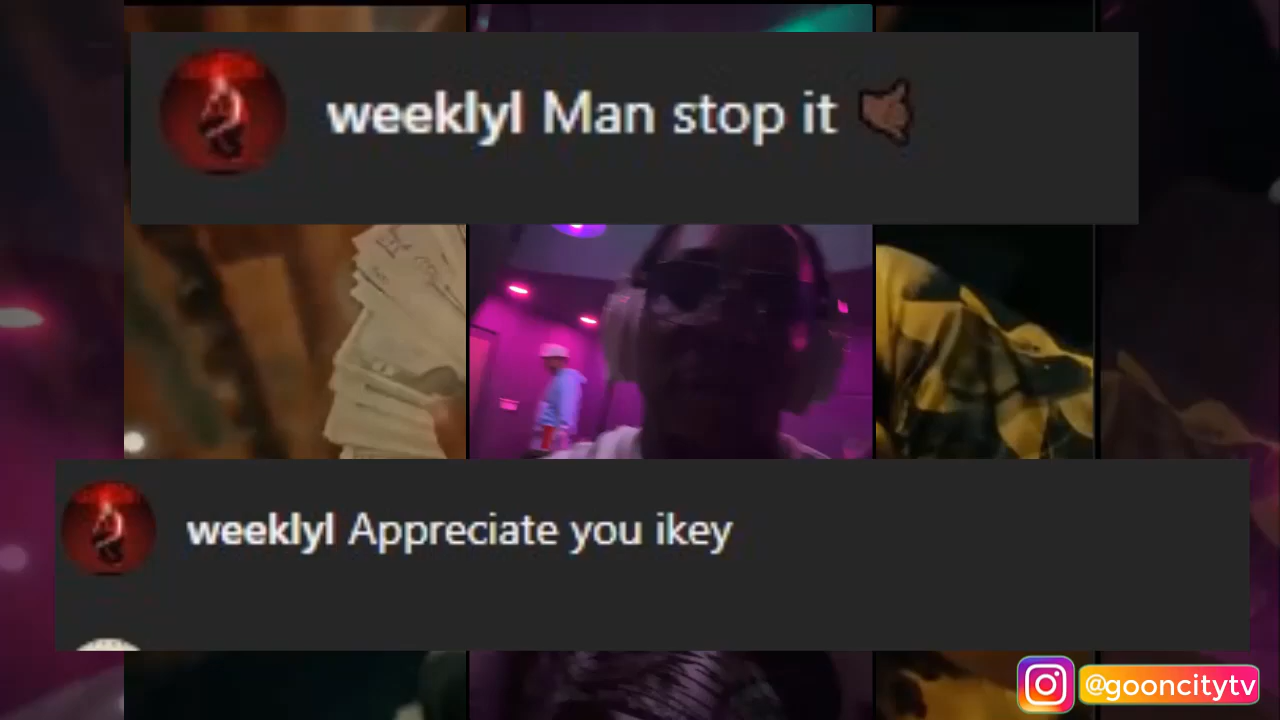 weeklyl Man stop it 🤙🏾
weeklyl Appreciate you ikey
@gooncitytv